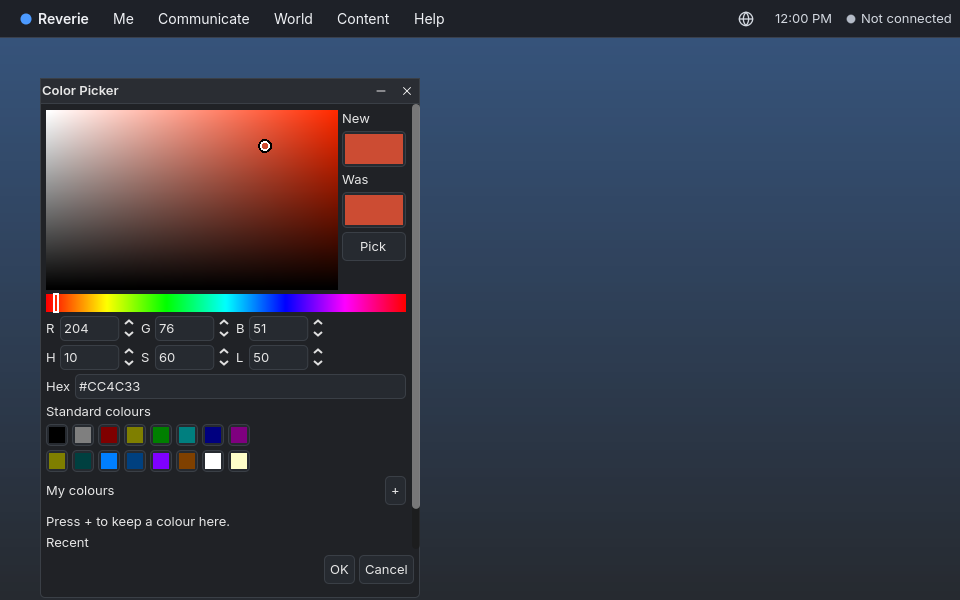 Reverie Me Communicate World Content Help 12:00 PM Not connected
Color Picker
New
Was
Pick
R 204 G 76 B 51
H 10 S 60 L 50
Hex #CC4C33
Standard colours
My colours +
Press + to keep a colour here.
Recent
OK Cancel